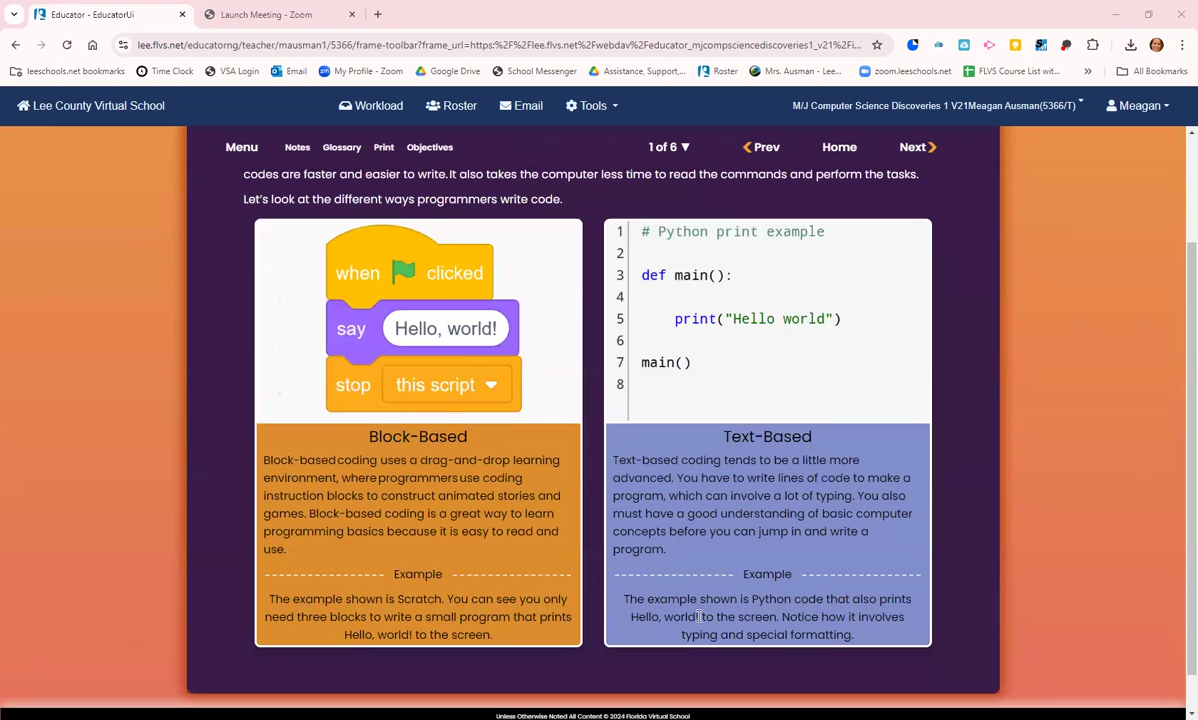 Educator - EducatorUi
Launch Meeting - Zoom
lee.flvs.net/educatorng/teacher/mausman1/5366/frame-toolbar?frame_url=https:%2F%2Flee.flvs.net%2Fwebdav%2Feducator_mjcompsciencediscoveries1_v21%2Fi...
leeschools.net bookmarks
Time Clock
VSA Login
Email
My Profile - Zoom
Google Drive
School Messenger
Assistance, Support,...
Roster
Mrs. Ausman - Lee...
zoom.leeschools.net
FLVS Course List wit...
All Bookmarks
Lee County Virtual School
Workload
Roster
Email
Tools
M/J Computer Science Discoveries 1 V21Meagan Ausman(5366/T)
Meagan
Menu
Notes
Glossary
Print
Objectives
1 of 6 ▼
Prev
Home
Next
codes are faster and easier to write. It also takes the computer less time to read the commands and perform the tasks.
Let's look at the different ways programmers write code.
when clicked
say Hello, world!
stop this script
Block-Based
Block-based coding uses a drag-and-drop learning
environment, where programmers use coding
instruction blocks to construct animated stories and
games. Block-based coding is a great way to learn
programming basics because it is easy to read and
use.
Example
The example shown is Scratch. You can see you only
need three blocks to write a small program that prints
Hello, world! to the screen.
1 # Python print example
2
3 def main():
4
5 print("Hello world")
6
7 main()
8
Text-Based
Text-based coding tends to be a little more
advanced. You have to write lines of code to make a
program, which can involve a lot of typing. You also
must have a good understanding of basic computer
concepts before you can jump in and write a
program.
Example
The example shown is Python code that also prints
Hello, world! to the screen. Notice how it involves
typing and special formatting.
Unless Otherwise Noted All Content © 2024 Florida Virtual School